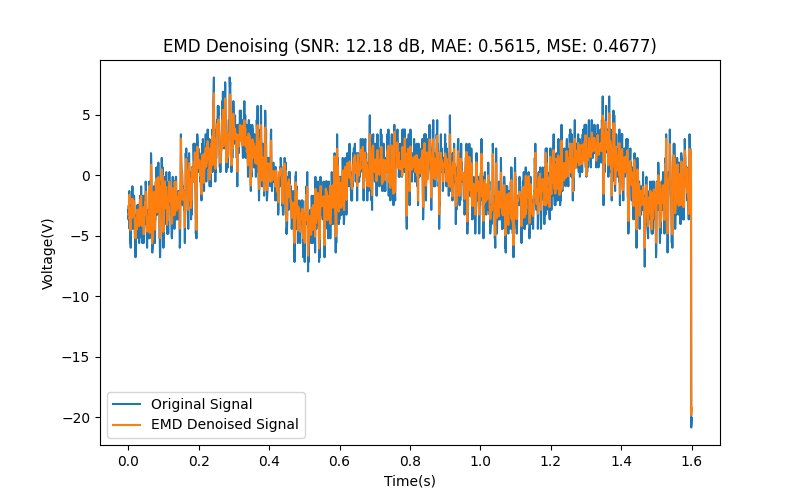 EMD Denoising (SNR: 12.18 dB, MAE: 0.5615, MSE: 0.4677)
Voltage(V)
5
0
−5
−10
−15
−20
Original Signal
EMD Denoised Signal
0.0 0.2 0.4 0.6 0.8 1.0 1.2 1.4 1.6
Time(s)